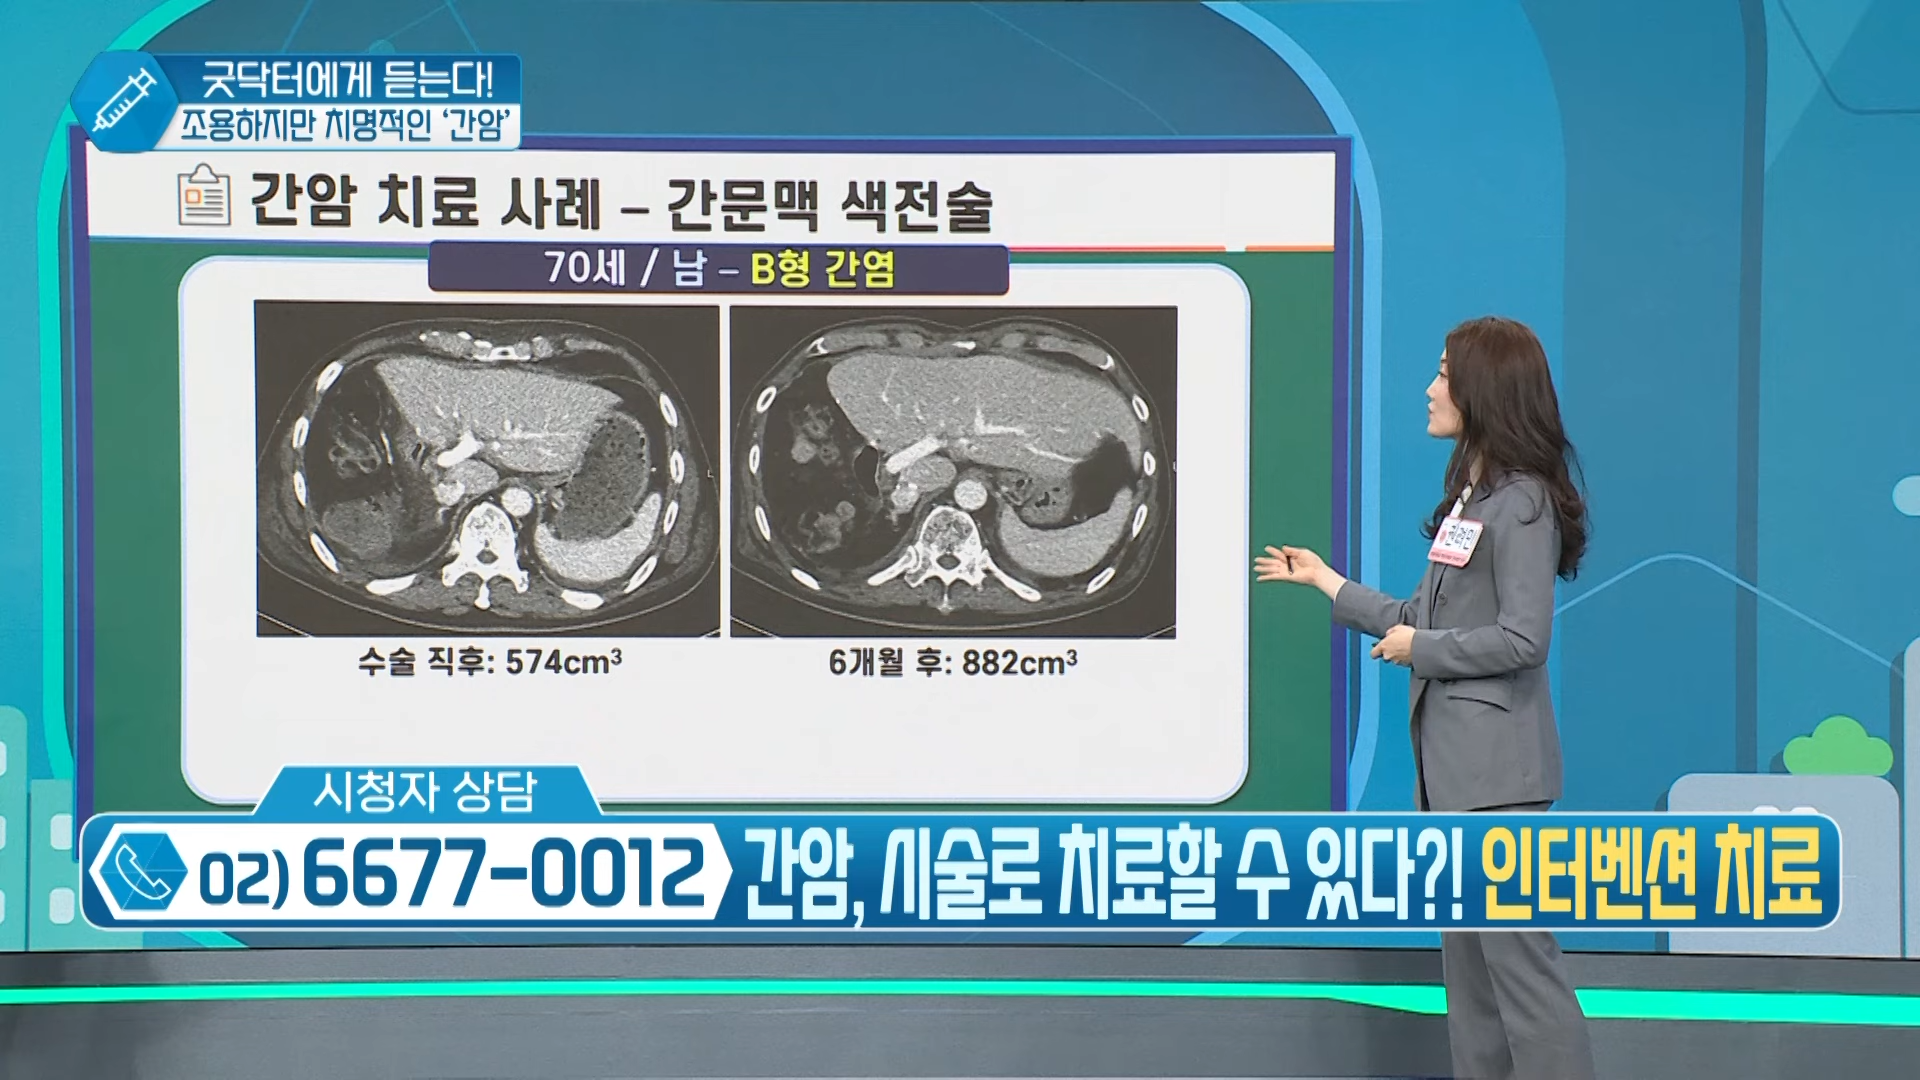 굿닥터에게 듣는다!
조용하지만 치명적인 ‘간암’
간암 치료 사례 – 간문맥 색전술
70세 / 남 – B형 간염
수술 직후: 574cm³
6개월 후: 882cm³
권려민
시청자 상담
02) 6677-0012
간암, 시술로 치료할 수 있다?! 인터벤션 치료